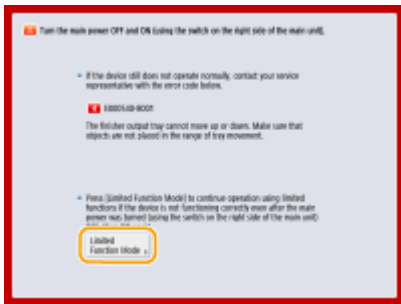 Turn the main power OFF and ON (using the switch on the right side of the main unit).
If the device still does not operate normally, contact your service
representative with the error code below.
E000540-8001
The finisher output tray cannot move up or down. Make sure that
objects are not placed in the range of tray movement.
Press [Limited Function Mode] to continue operation using limited
functions if the device is not functioning correctly even after the main
power was turned (using the switch on the right side of the main unit)
Limited
Function Mode